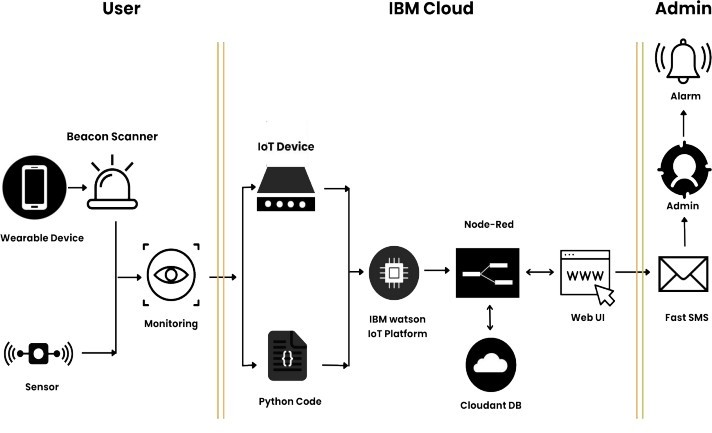 User
IBM Cloud
Admin
Beacon Scanner
Wearable Device
Monitoring
Sensor
IoT Device
{}
Python Code
IBM watson
IoT Platform
Node-Red
Cloudant DB
WWW
Web UI
Alarm
Admin
Fast SMS